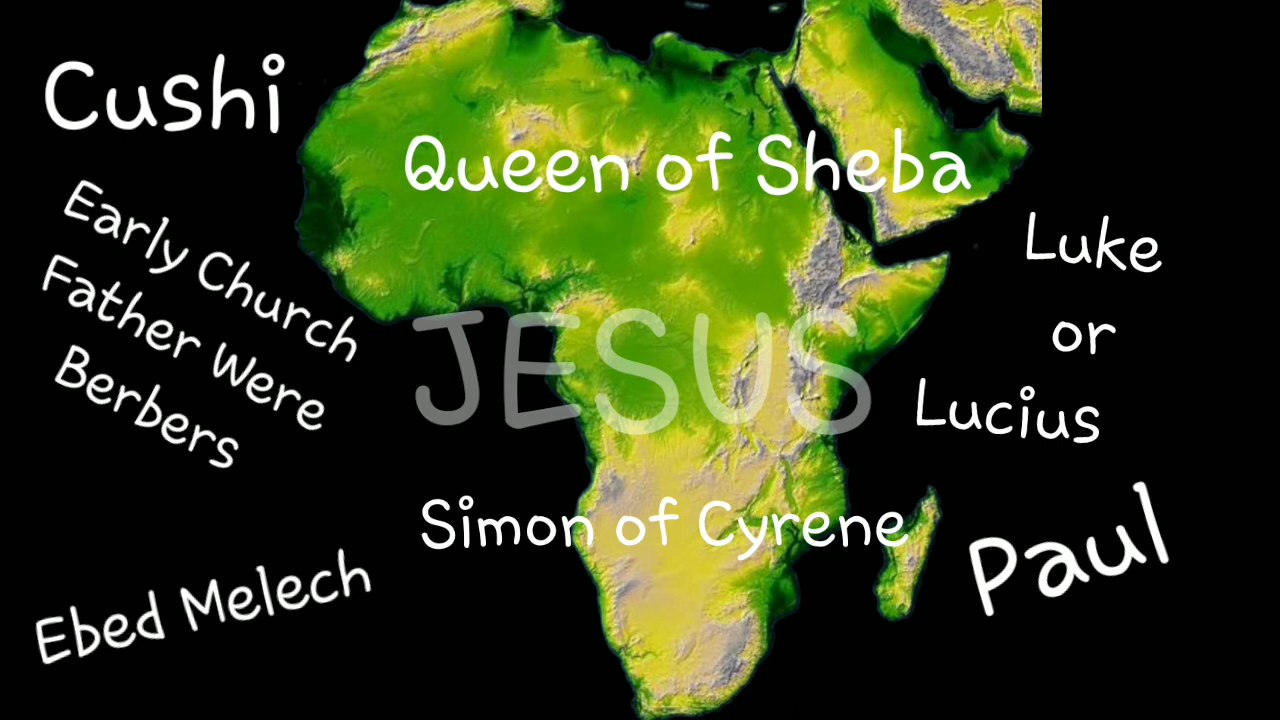 Cushi
Queen of Sheba
Early Church
Father Were
Berbers
Luke
or
Lucius
JESUS
Simon of Cyrene
Paul
Ebed Melech